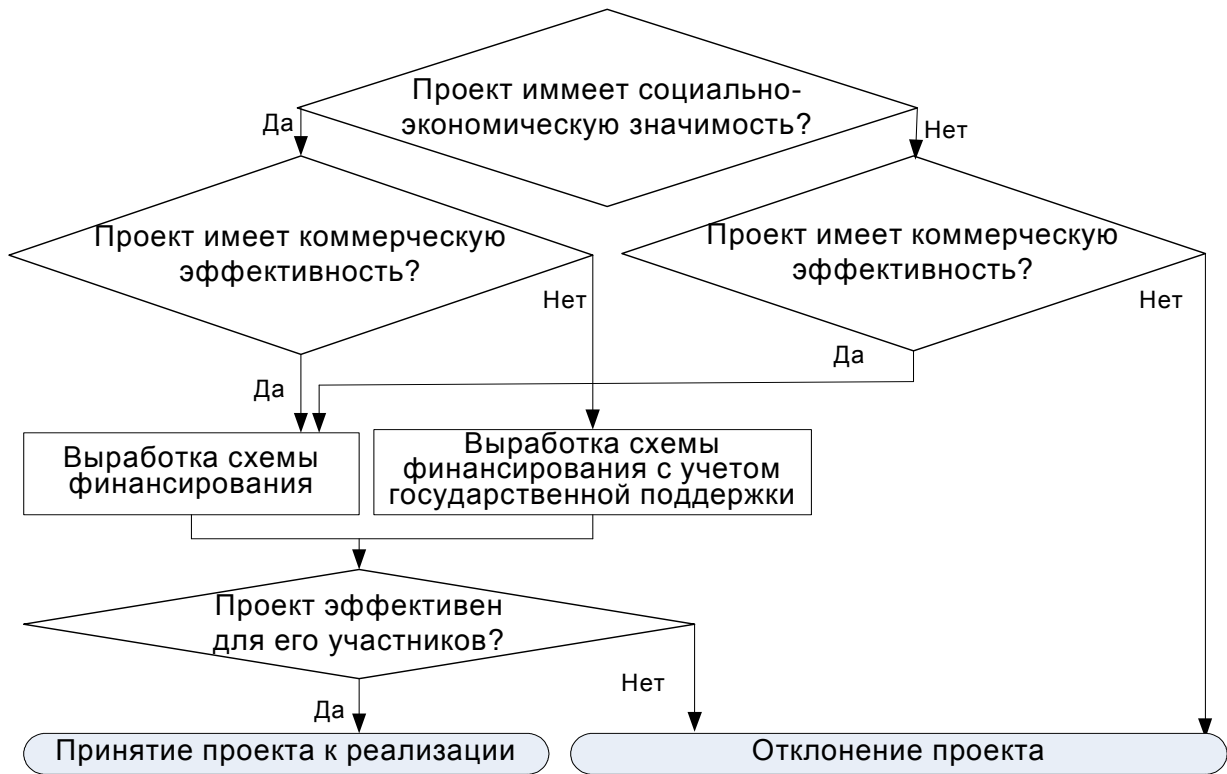 Проект иммеет социально-
экономическую значимость?
Да
Нет
Проект имеет коммерческую
эффективность?
Проект имеет коммерческую
эффективность?
Нет
Нет
Да
Да
Выработка схемы
финансирования
Выработка схемы
финансирования с учетом
государственной поддержки
Проект эффективен
для его участников?
Нет
Да
Принятие проекта к реализации
Отклонение проекта